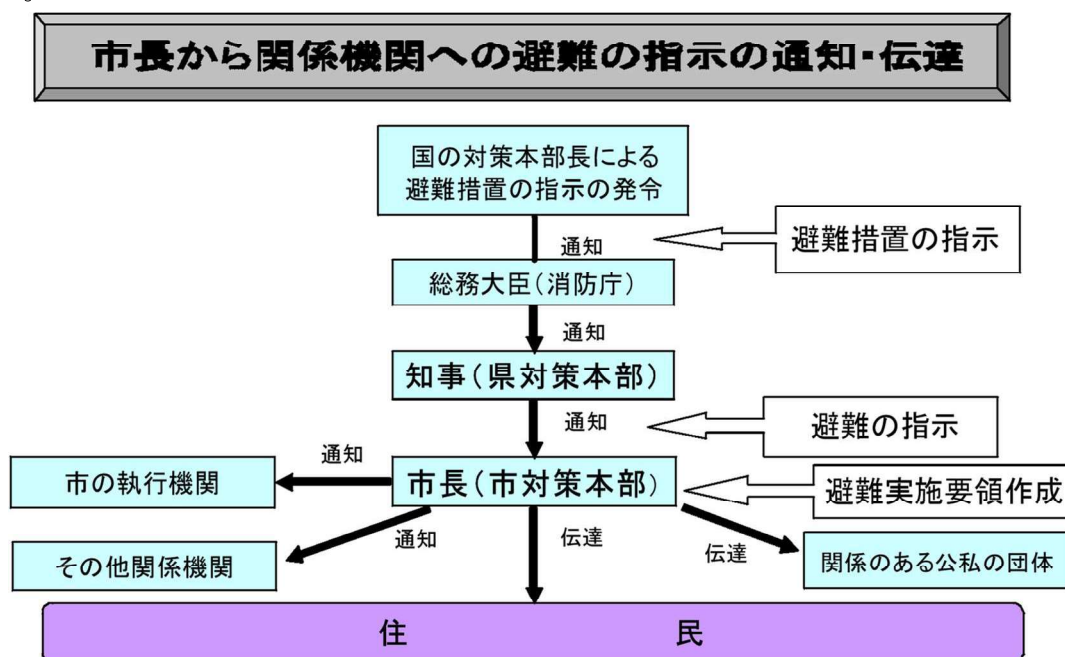 市長から関係機関への避難の指示の通知・伝達
国の対策本部長による
避難措置の指示の発令
通知
避難措置の指示
総務大臣(消防庁)
通知
知事(県対策本部)
通知
避難の指示
通知
市の執行機関
市長(市対策本部)
避難実施要領作成
通知
伝達
伝達
その他関係機関
関係のある公私の団体
住 民